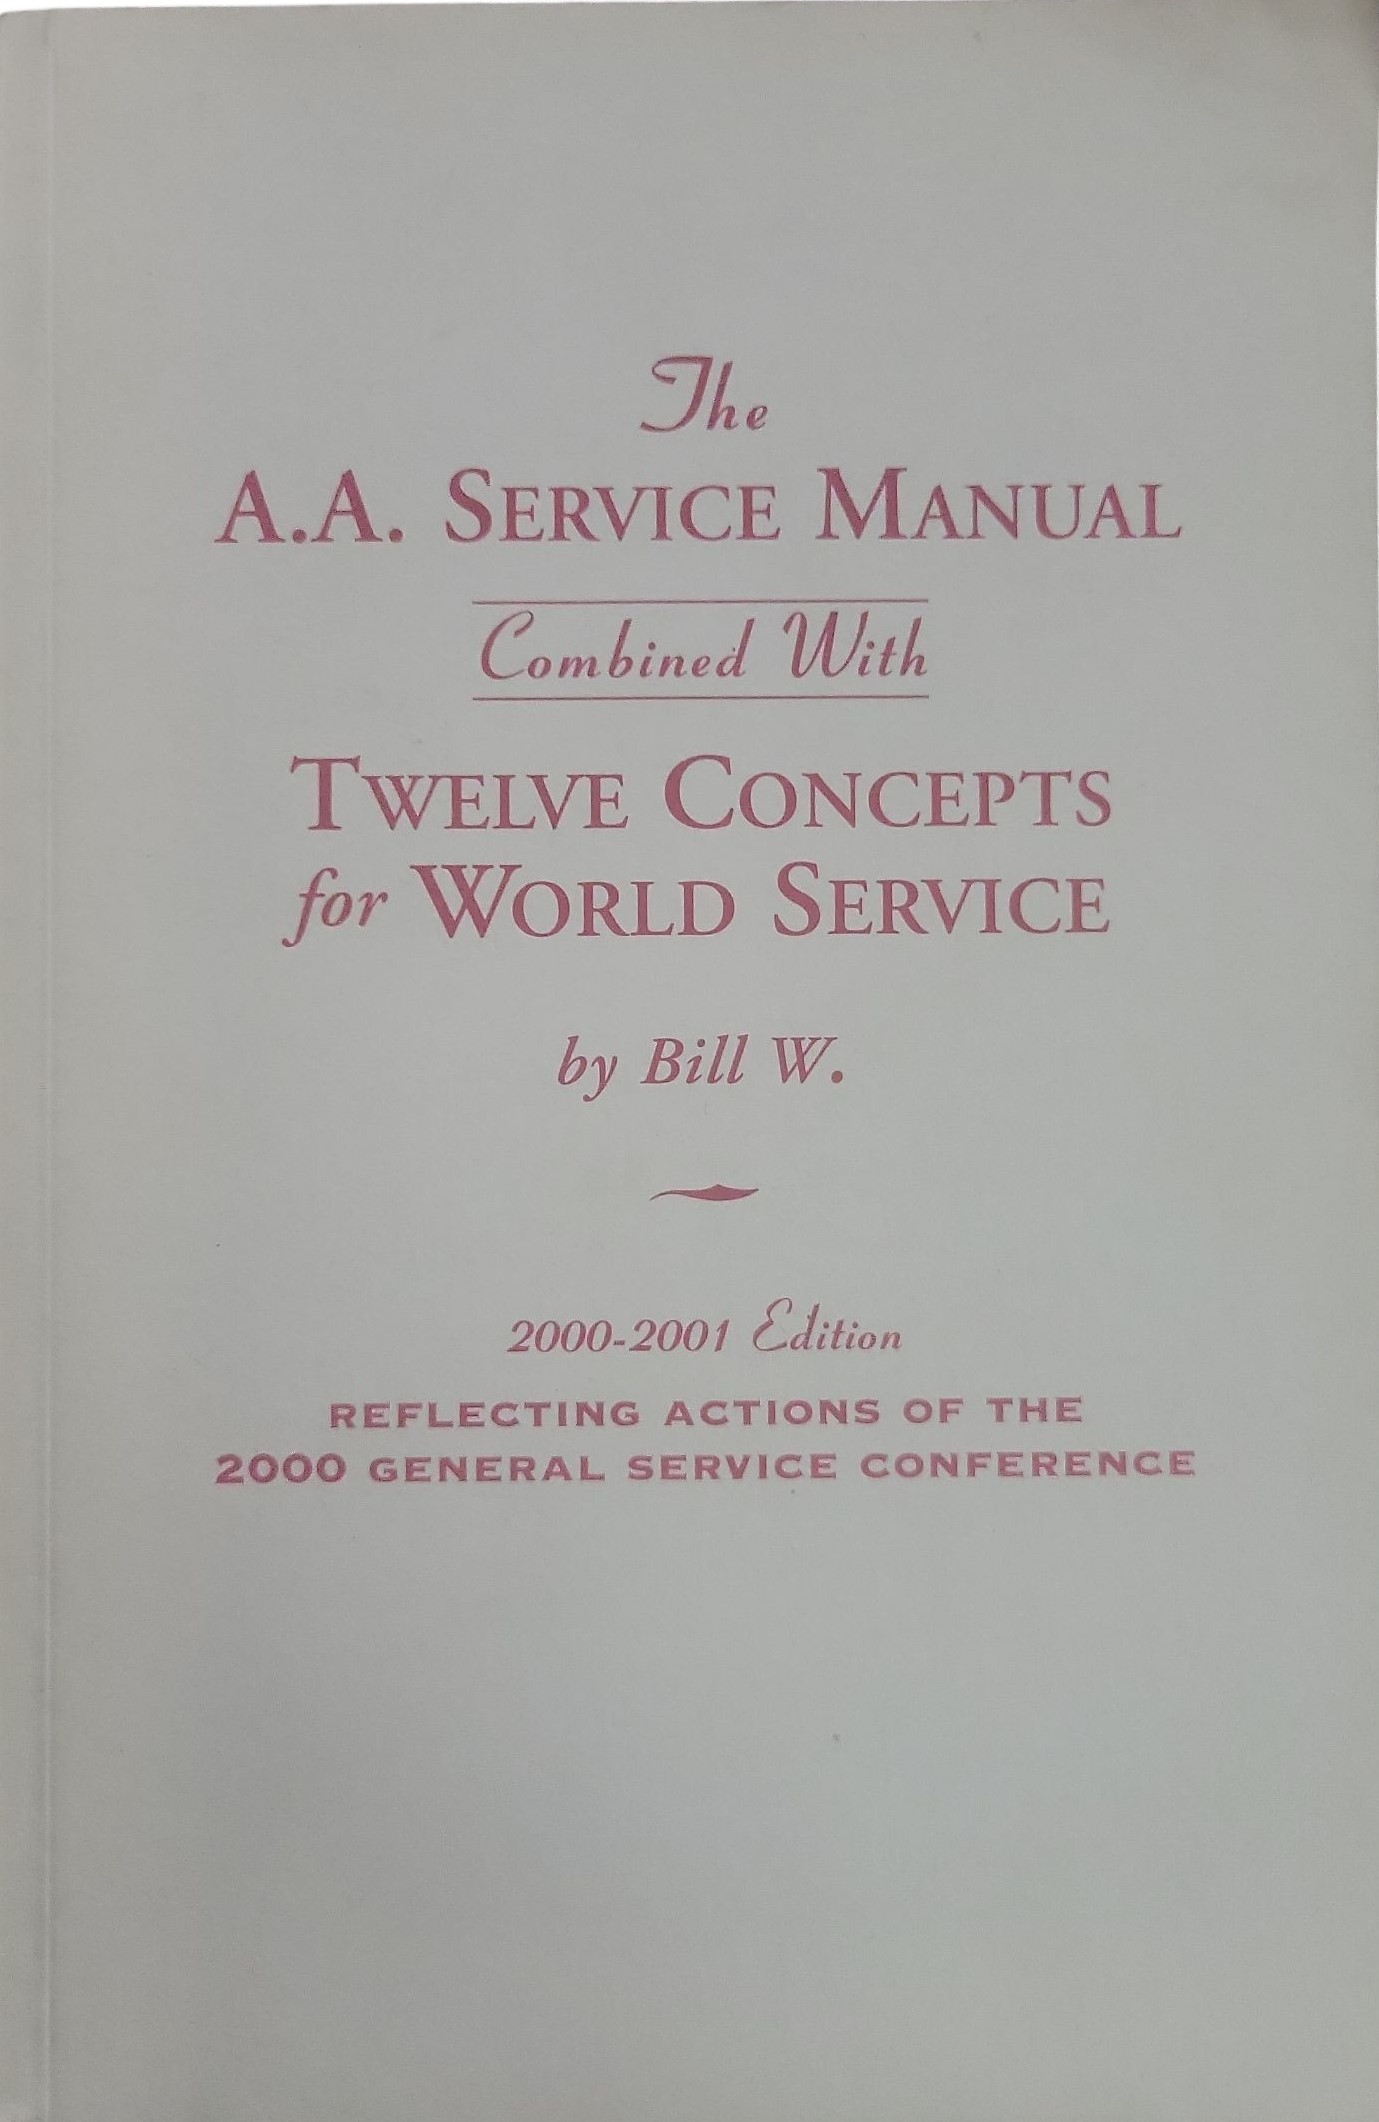 The
A.A. SERVICE MANUAL
Combined With
TWELVE CONCEPTS
for WORLD SERVICE
by Bill W.
2000-2001 Edition
REFLECTING ACTIONS OF THE
2000 GENERAL SERVICE CONFERENCE